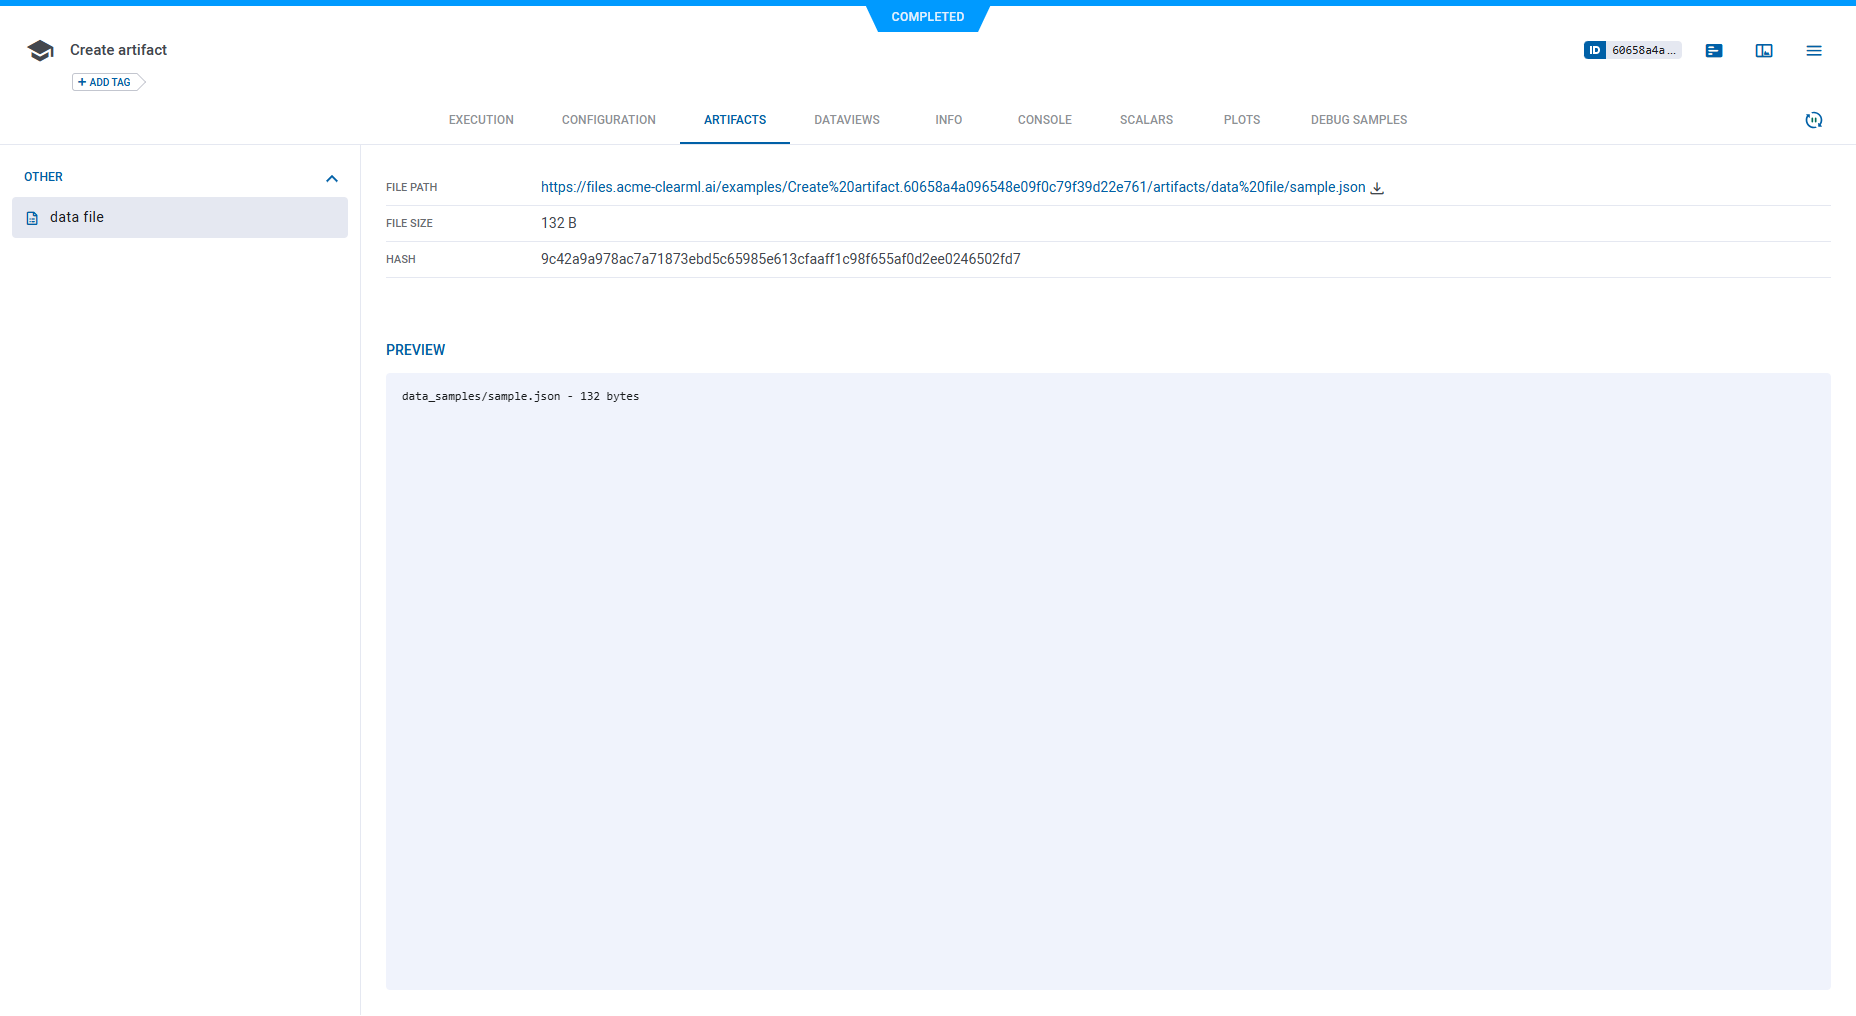 COMPLETED
Create artifact
ID 60658a4a...
+ ADD TAG
EXECUTION CONFIGURATION ARTIFACTS DATAVIEWS INFO CONSOLE SCALARS PLOTS DEBUG SAMPLES
OTHER
data file
FILE PATH https://files.acme-clearml.ai/examples/Create%20artifact.60658a4a096548e09f0c79f39d22e761/artifacts/data%20file/sample.json
FILE SIZE 132 B
HASH 9c42a9a978ac7a71873ebd5c65985e613cfaaff1c98f655af0d2ee0246502fd7
PREVIEW
data_samples/sample.json - 132 bytes